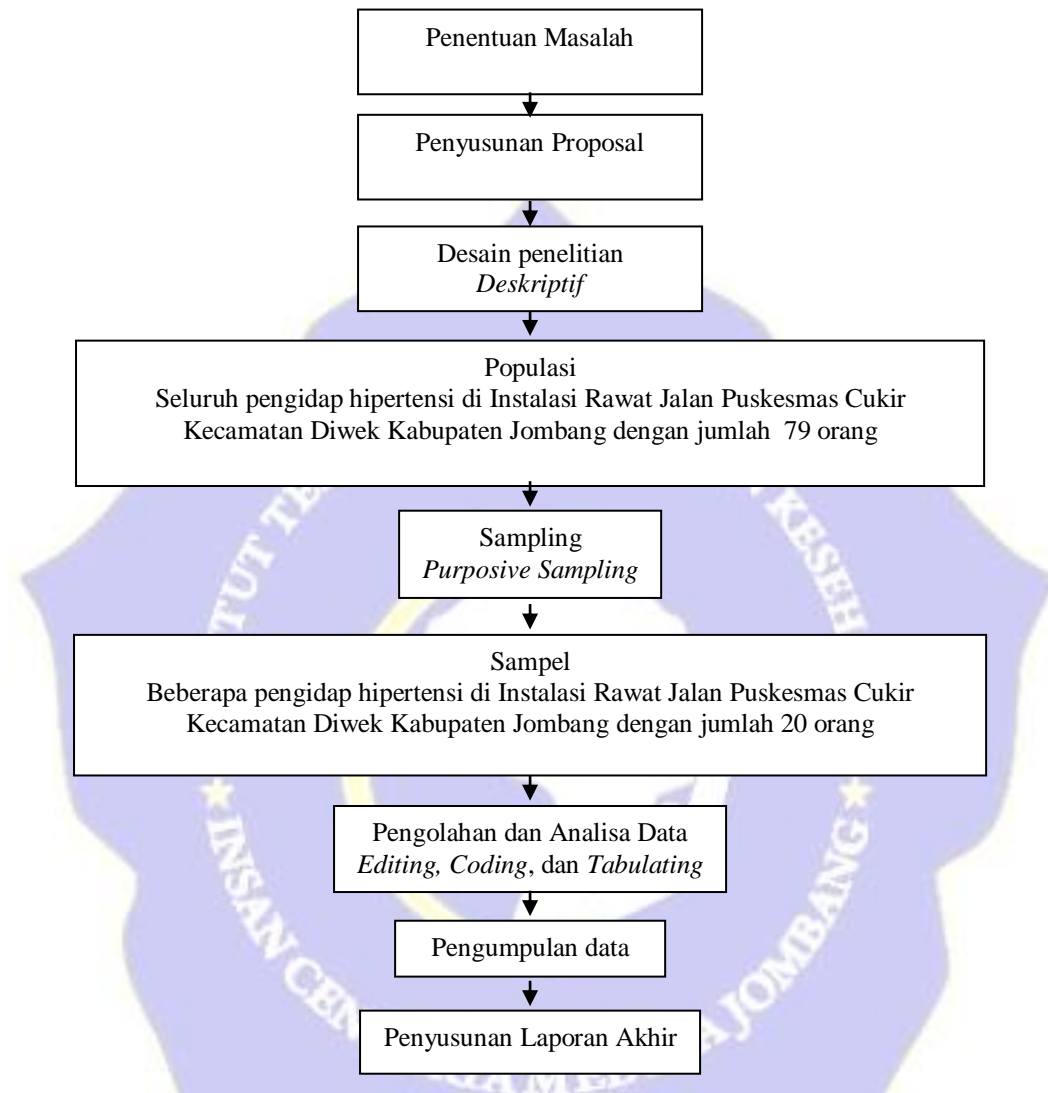 Penentuan Masalah
Penyusunan Proposal
Desain penelitian
Deskriptif
Populasi
Seluruh pengidap hipertensi di Instalasi Rawat Jalan Puskesmas Cukir
Kecamatan Diwek Kabupaten Jombang dengan jumlah 79 orang
Sampling
Purposive Sampling
Sampel
Beberapa pengidap hipertensi di Instalasi Rawat Jalan Puskesmas Cukir
Kecamatan Diwek Kabupaten Jombang dengan jumlah 20 orang
Pengolahan dan Analisa Data
Editing, Coding, dan Tabulating
Pengumpulan data
Penyusunan Laporan Akhir
INSAN
JOMBANG